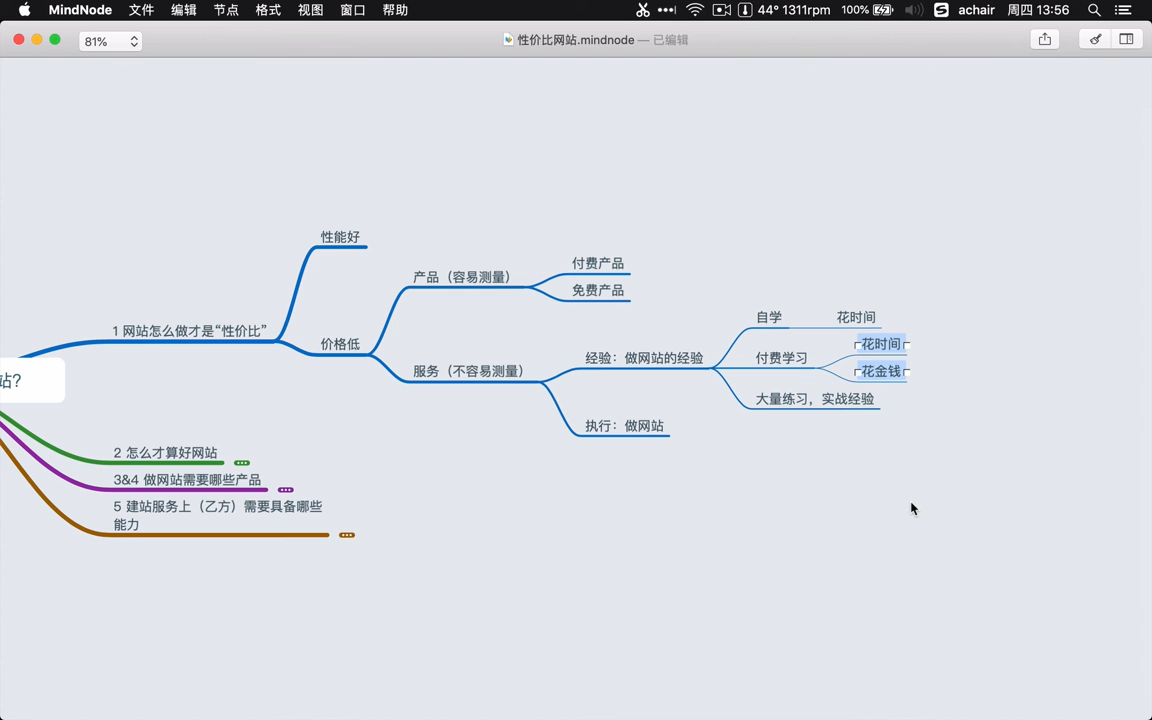 MindNode 文件 编辑 节点 格式 视图 窗口 帮助 44° 1311rpm 100% achair 周四 13:56
81% 性价比网站.mindnode — 已编辑
性能好
产品（容易测量）
付费产品
免费产品
1 网站怎么做才是“性价比”
价格低
自学
花时间
花时间
经验：做网站的经验
付费学习
花金钱
服务（不容易测量）
站？
大量练习，实战经验
执行：做网站
2 怎么才算好网站
3&4 做网站需要哪些产品
5 建站服务上（乙方）需要具备哪些
能力